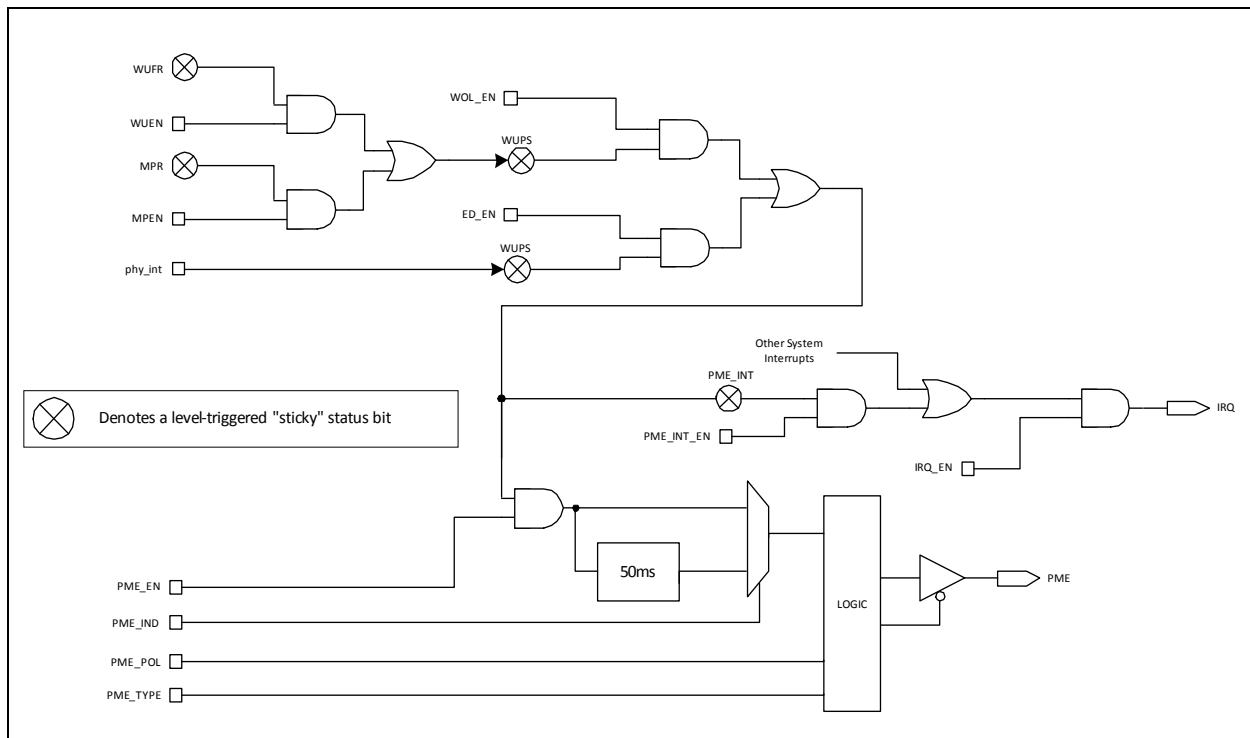 WUFR
WUEN
MPR
MPEN
phy_int
WOL_EN
WUPS
ED_EN
WUPS
Other System
Interrupts
PME_INT
PME_INT_EN
IRQ
IRQ_EN
Denotes a level-triggered "sticky" status bit
50ms
LOGIC
PME
PME_EN
PME_IND
PME_POL
PME_TYPE